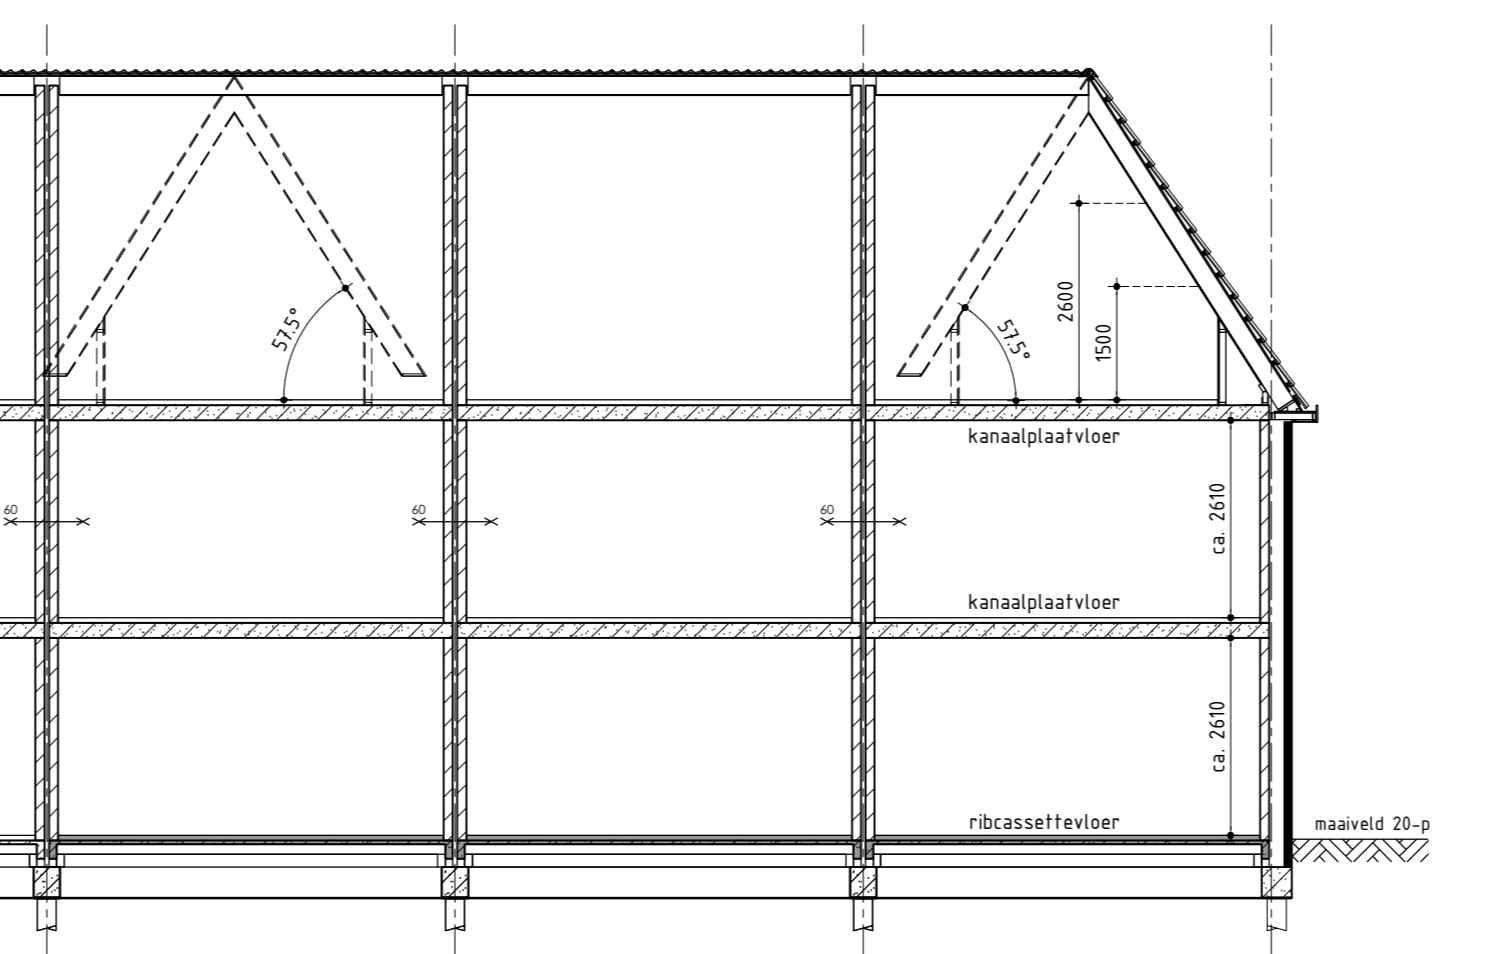 2600
57.5°
57.5°
1500
kanaalplaatvloer
ca. 2610
60
60
60
kanaalplaatvloer
ca. 2610
ribcassettevloer
maaiveld 20-p